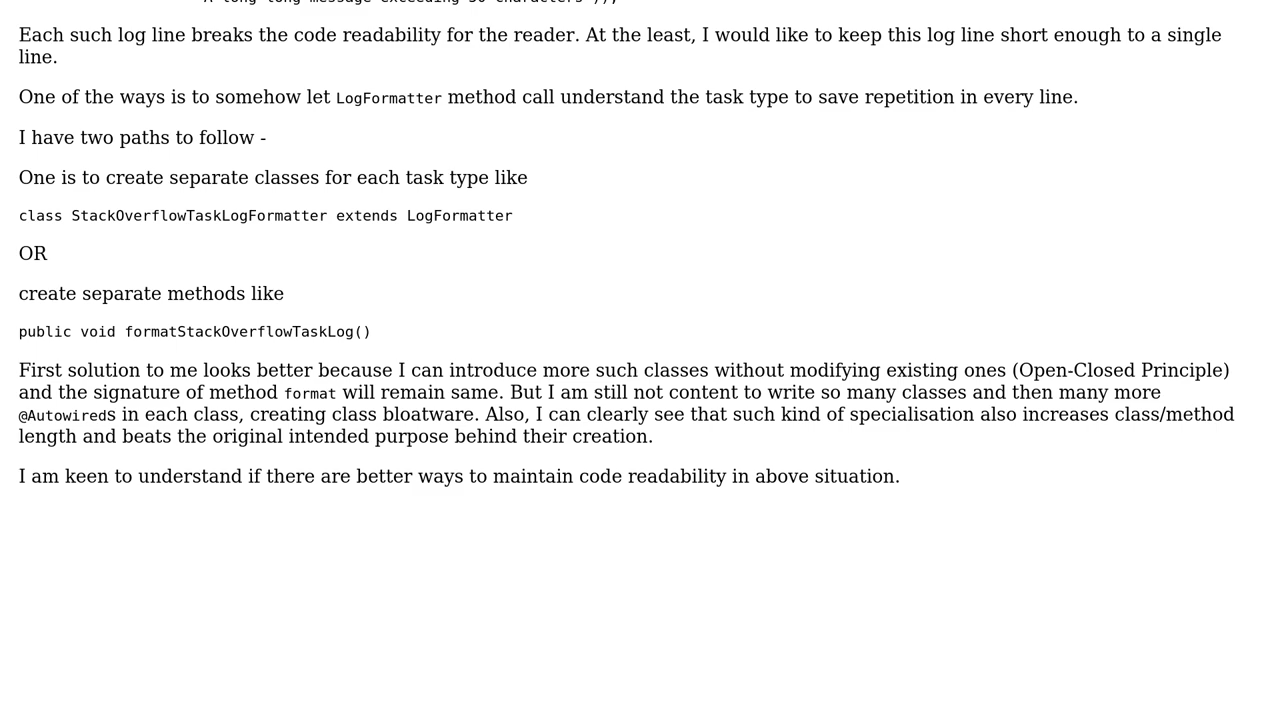 Each such log line breaks the code readability for the reader. At the least, I would like to keep this log line short enough to a single
line.
One of the ways is to somehow let LogFormatter method call understand the task type to save repetition in every line.
I have two paths to follow -
One is to create separate classes for each task type like
class StackOverflowTaskLogFormatter extends LogFormatter
OR
create separate methods like
public void formatStackOverflowTaskLog()
First solution to me looks better because I can introduce more such classes without modifying existing ones (Open-Closed Principle)
and the signature of method format will remain same. But I am still not content to write so many classes and then many more
@Autowireds in each class, creating class bloatware. Also, I can clearly see that such kind of specialisation also increases class/method
length and beats the original intended purpose behind their creation.
I am keen to understand if there are better ways to maintain code readability in above situation.